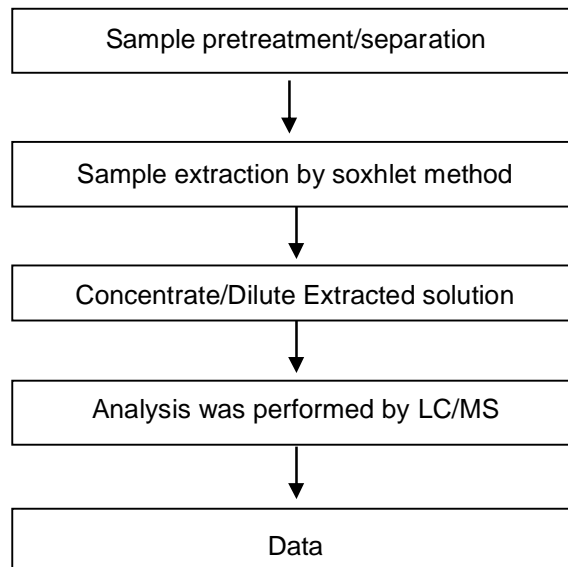 Sample pretreatment/separation
Sample extraction by soxhlet method
Concentrate/Dilute Extracted solution
Analysis was performed by LC/MS
Data